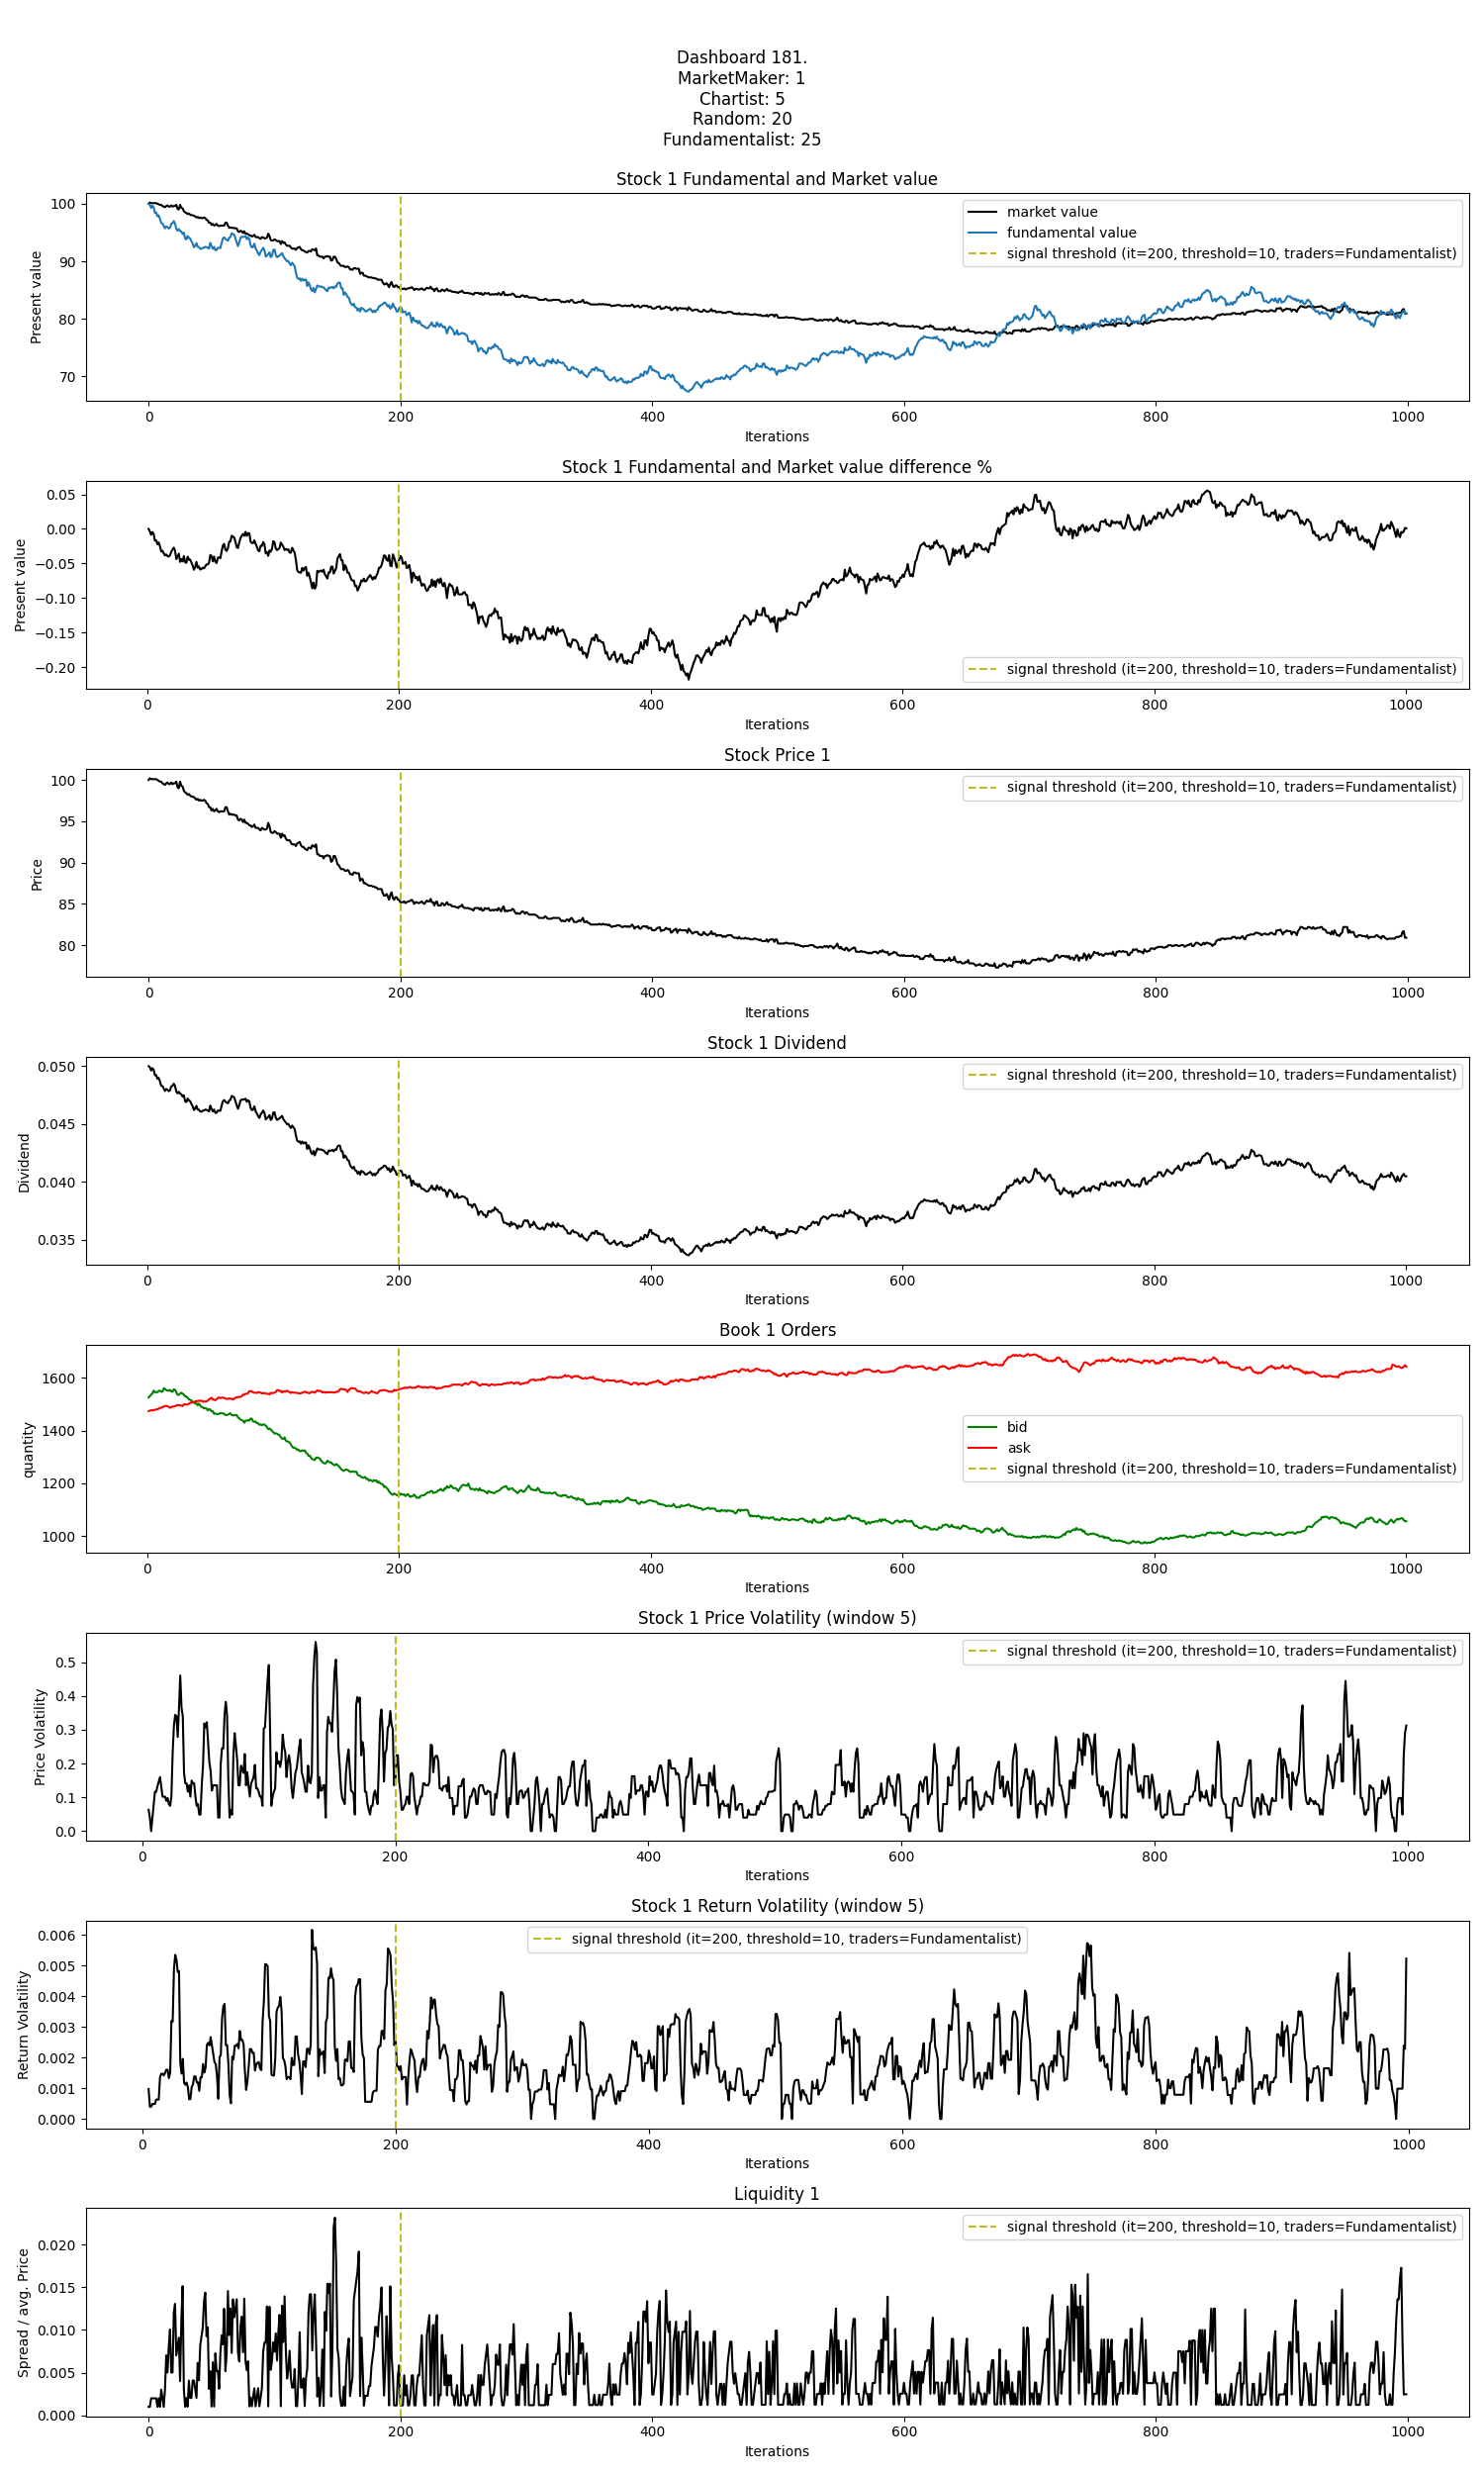 Dashboard 181.
MarketMaker: 1
Chartist: 5
Random: 20
Fundamentalist: 25
Stock 1 Fundamental and Market value
Present value
100
90
80
70
market value
fundamental value
signal threshold (it=200, threshold=10, traders=Fundamentalist)
0 200 400 600 800 1000
Iterations
Stock 1 Fundamental and Market value difference %
Present value
0.05
0.00
−0.05
−0.10
−0.15
−0.20
signal threshold (it=200, threshold=10, traders=Fundamentalist)
0 200 400 600 800 1000
Iterations
Stock Price 1
Price
100
95
90
85
80
signal threshold (it=200, threshold=10, traders=Fundamentalist)
0 200 400 600 800 1000
Iterations
Stock 1 Dividend
Dividend
0.050
0.045
0.040
0.035
signal threshold (it=200, threshold=10, traders=Fundamentalist)
0 200 400 600 800 1000
Iterations
Book 1 Orders
quantity
1600
1400
1200
1000
bid
ask
signal threshold (it=200, threshold=10, traders=Fundamentalist)
0 200 400 600 800 1000
Iterations
Stock 1 Price Volatility (window 5)
Price Volatility
0.5
0.4
0.3
0.2
0.1
0.0
signal threshold (it=200, threshold=10, traders=Fundamentalist)
0 200 400 600 800 1000
Iterations
Stock 1 Return Volatility (window 5)
Return Volatility
0.006
0.005
0.004
0.003
0.002
0.001
0.000
signal threshold (it=200, threshold=10, traders=Fundamentalist)
0 200 400 600 800 1000
Iterations
Liquidity 1
Spread / avg. Price
0.020
0.015
0.010
0.005
0.000
signal threshold (it=200, threshold=10, traders=Fundamentalist)
0 200 400 600 800 1000
Iterations